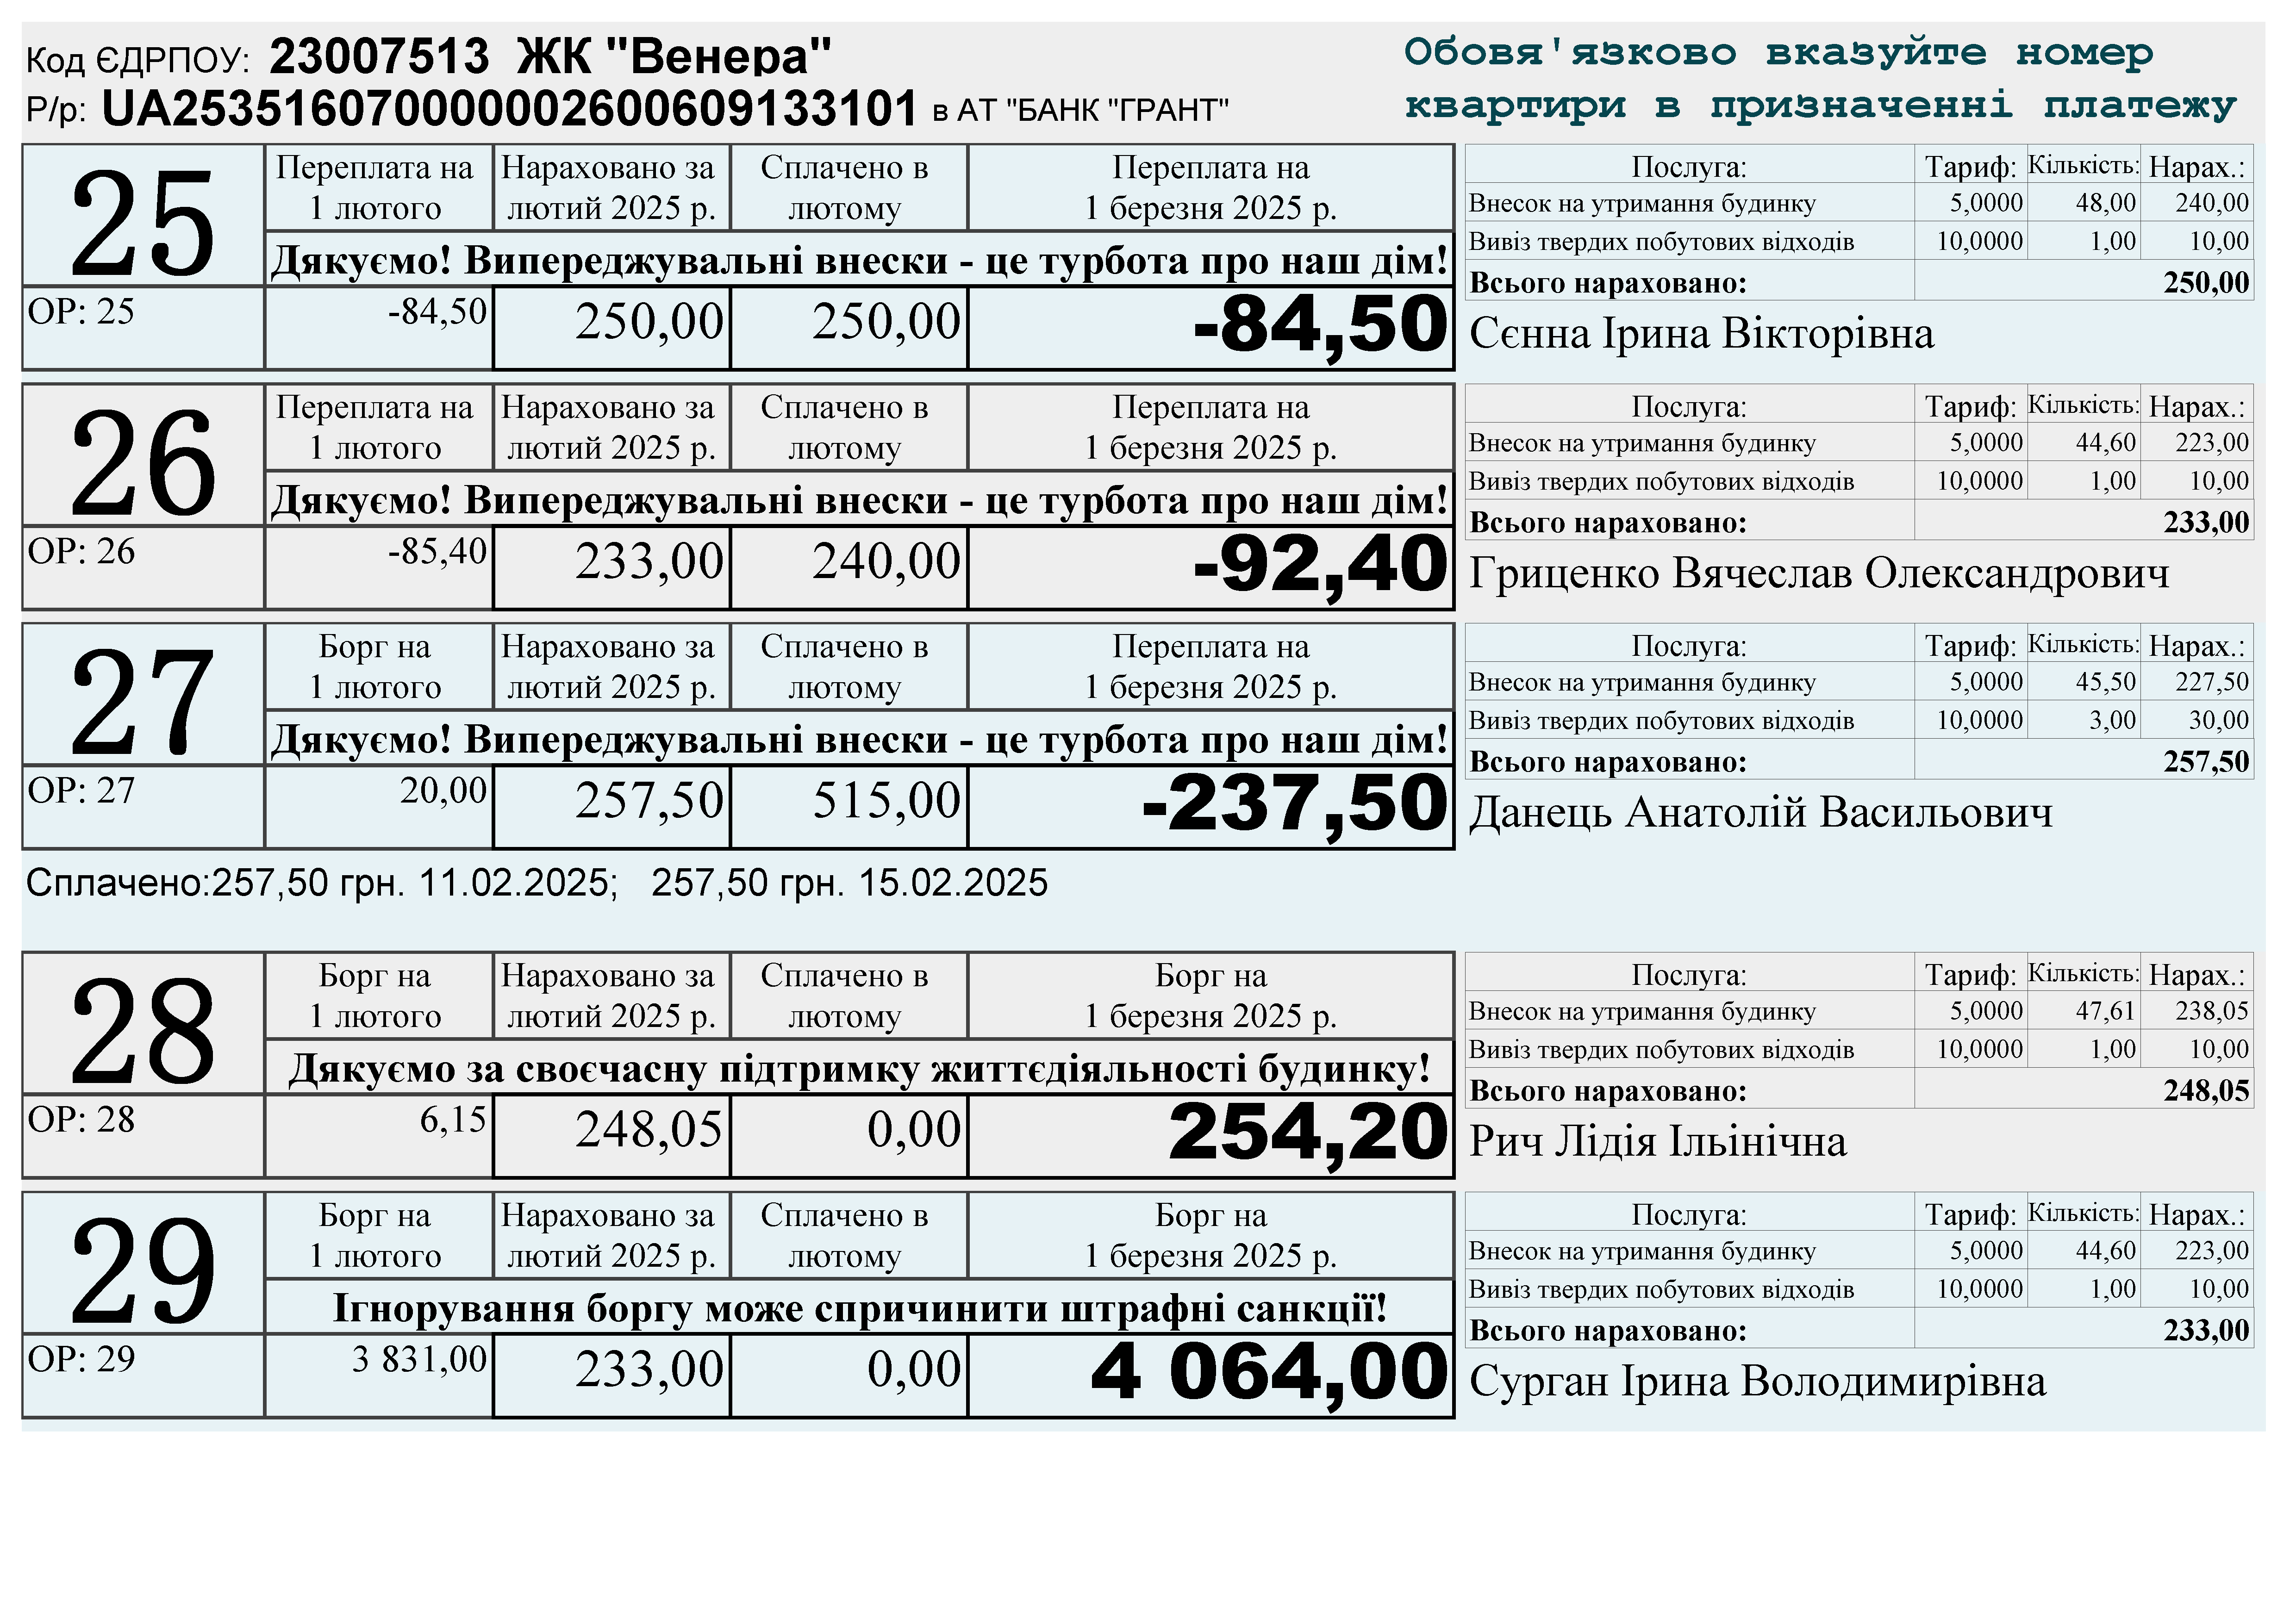 Код ЄДРПОУ: 23007513 ЖК "Венера"
Р/р: UA253516070000002600609133101 в АТ "БАНК "ГРАНТ"
Обовя'язково вказуйте номер
квартири в призначенні платежу
25
Переплата на 1 лютого Нараховано за лютий 2025 р. Сплачено в лютому Переплата на 1 березня 2025 р.
Дякуємо! Випереджувальні внески - це турбота про наш дім!
ОР: 25 -84,50 250,00 250,00 -84,50
Послуга: Тариф: Кількість: Нарах.:
Внесок на утримання будинку 5,0000 48,00 240,00
Вивіз твердих побутових відходів 10,0000 1,00 10,00
Всього нараховано: 250,00
Сєнна Ірина Вікторівна
26
Переплата на 1 лютого Нараховано за лютий 2025 р. Сплачено в лютому Переплата на 1 березня 2025 р.
Дякуємо! Випереджувальні внески - це турбота про наш дім!
ОР: 26 -85,40 233,00 240,00 -92,40
Послуга: Тариф: Кількість: Нарах.:
Внесок на утримання будинку 5,0000 44,60 223,00
Вивіз твердих побутових відходів 10,0000 1,00 10,00
Всього нараховано: 233,00
Гриценко Вячеслав Олександрович
27
Борг на 1 лютого Нараховано за лютий 2025 р. Сплачено в лютому Переплата на 1 березня 2025 р.
Дякуємо! Випереджувальні внески - це турбота про наш дім!
ОР: 27 20,00 257,50 515,00 -237,50
Послуга: Тариф: Кількість: Нарах.:
Внесок на утримання будинку 5,0000 45,50 227,50
Вивіз твердих побутових відходів 10,0000 3,00 30,00
Всього нараховано: 257,50
Данець Анатолій Васильович
Сплачено:257,50 грн. 11.02.2025; 257,50 грн. 15.02.2025
28
Борг на 1 лютого Нараховано за лютий 2025 р. Сплачено в лютому Борг на 1 березня 2025 р.
Дякуємо за своєчасну підтримку життєдіяльності будинку!
ОР: 28 6,15 248,05 0,00 254,20
Послуга: Тариф: Кількість: Нарах.:
Внесок на утримання будинку 5,0000 47,61 238,05
Вивіз твердих побутових відходів 10,0000 1,00 10,00
Всього нараховано: 248,05
Рич Лідія Ільінічна
29
Борг на 1 лютого Нараховано за лютий 2025 р. Сплачено в лютому Борг на 1 березня 2025 р.
Ігнорування боргу може спричинити штрафні санкції!
ОР: 29 3 831,00 233,00 0,00 4 064,00
Послуга: Тариф: Кількість: Нарах.:
Внесок на утримання будинку 5,0000 44,60 223,00
Вивіз твердих побутових відходів 10,0000 1,00 10,00
Всього нараховано: 233,00
Сурган Ірина Володимирівна